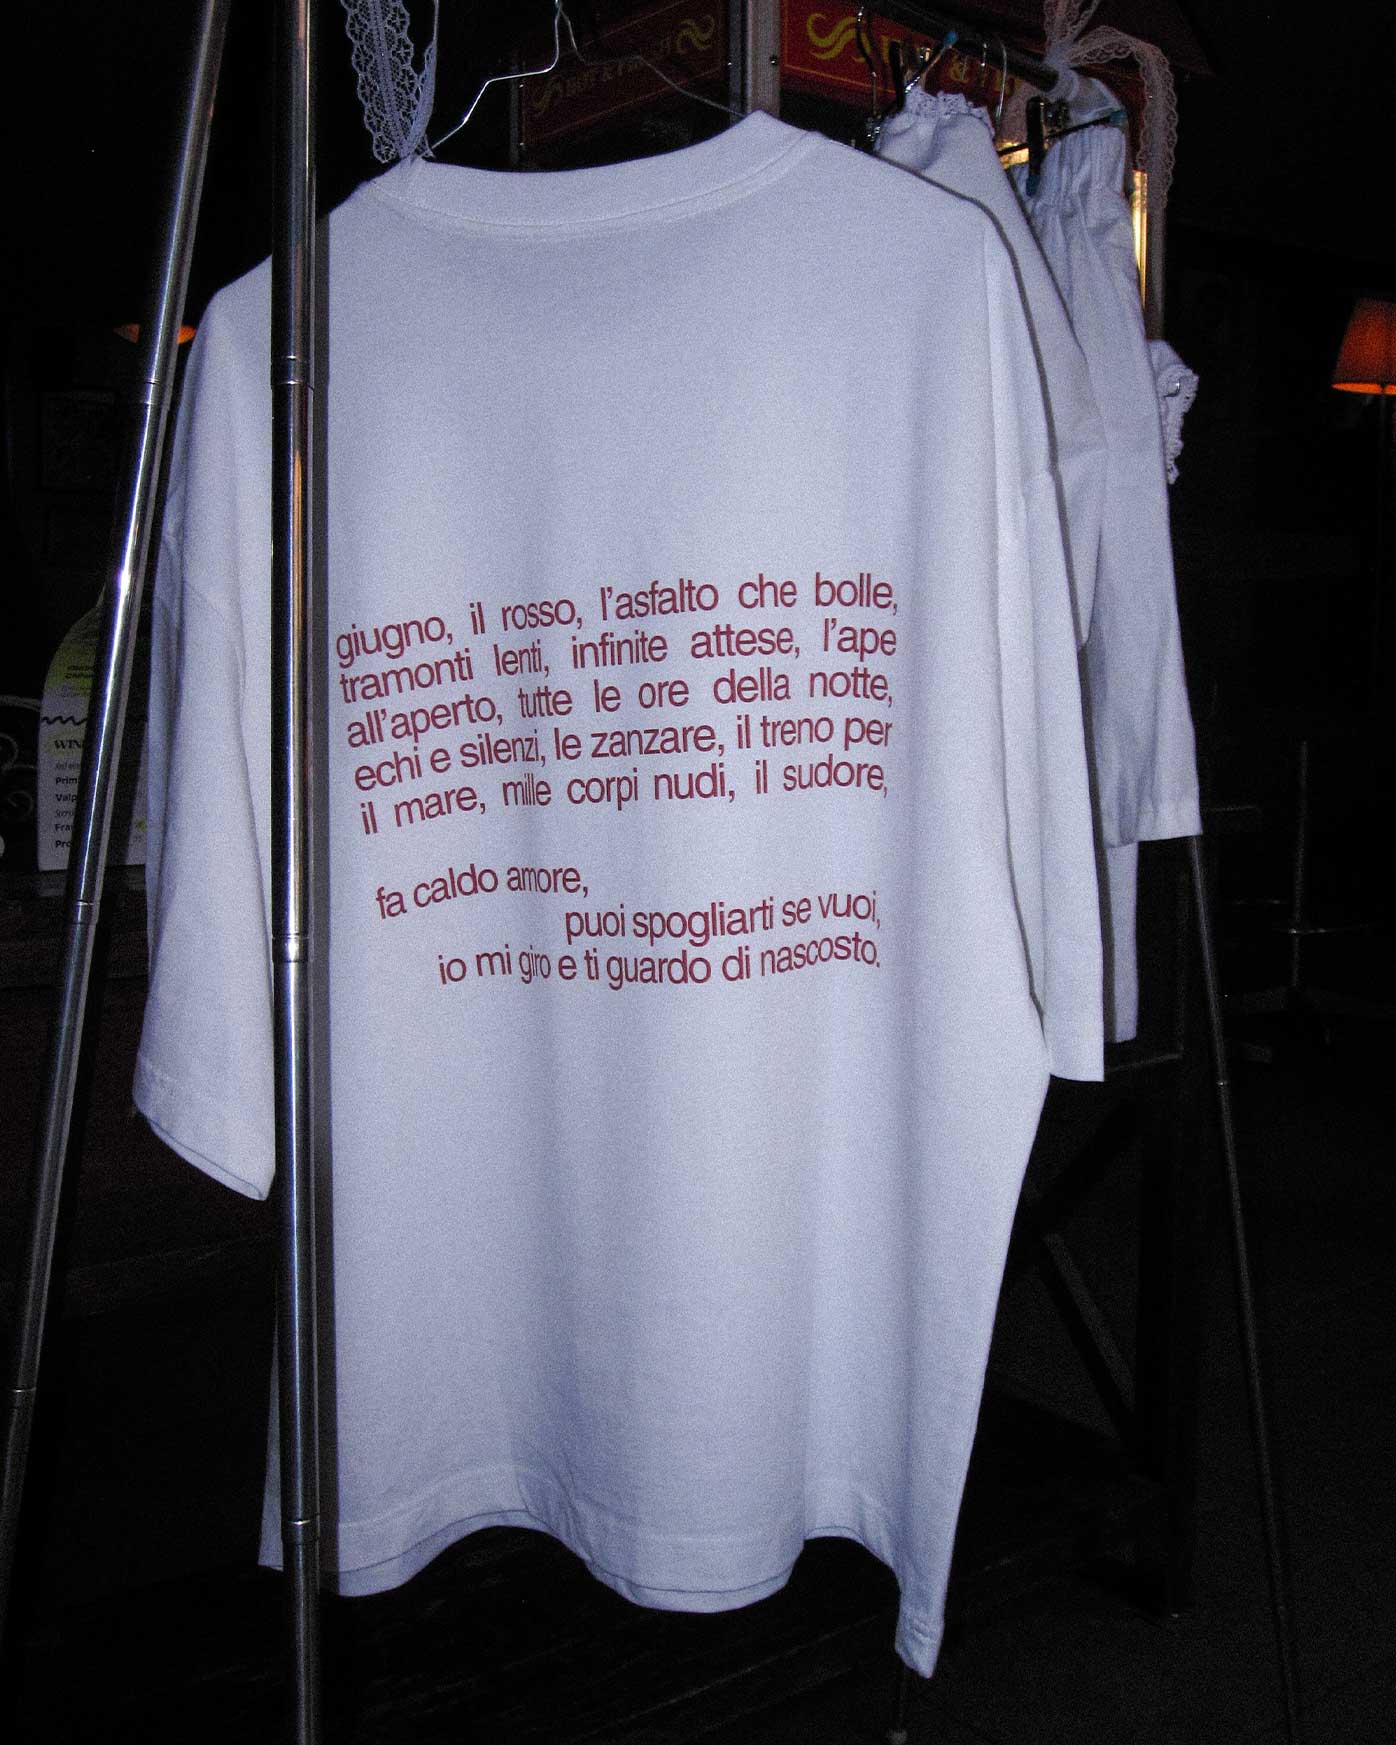 giugno, il rosso, l'asfalto che bolle,
tramonti lenti, infinite attese, l'ape
all'aperto, tutte le ore della notte,
echi e silenzi, le zanzare, il treno per
il mare, mille corpi nudi, il sudore,
fa caldo amore,
puoi spogliarti se vuoi,
io mi giro e ti guardo di nascosto.